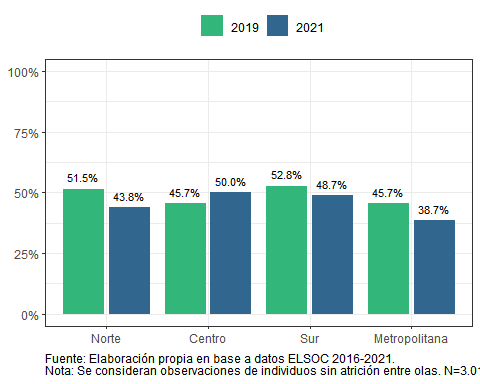 2019 2021
100%
75%
50%
25%
0%
51.5% 43.8% 45.7% 50.0% 52.8% 48.7% 45.7% 38.7%
Norte Centro Sur Metropolitana
Fuente: Elaboración propia en base a datos ELSOC 2016-2021.
Nota: Se consideran observaciones de individuos sin atrición entre olas.